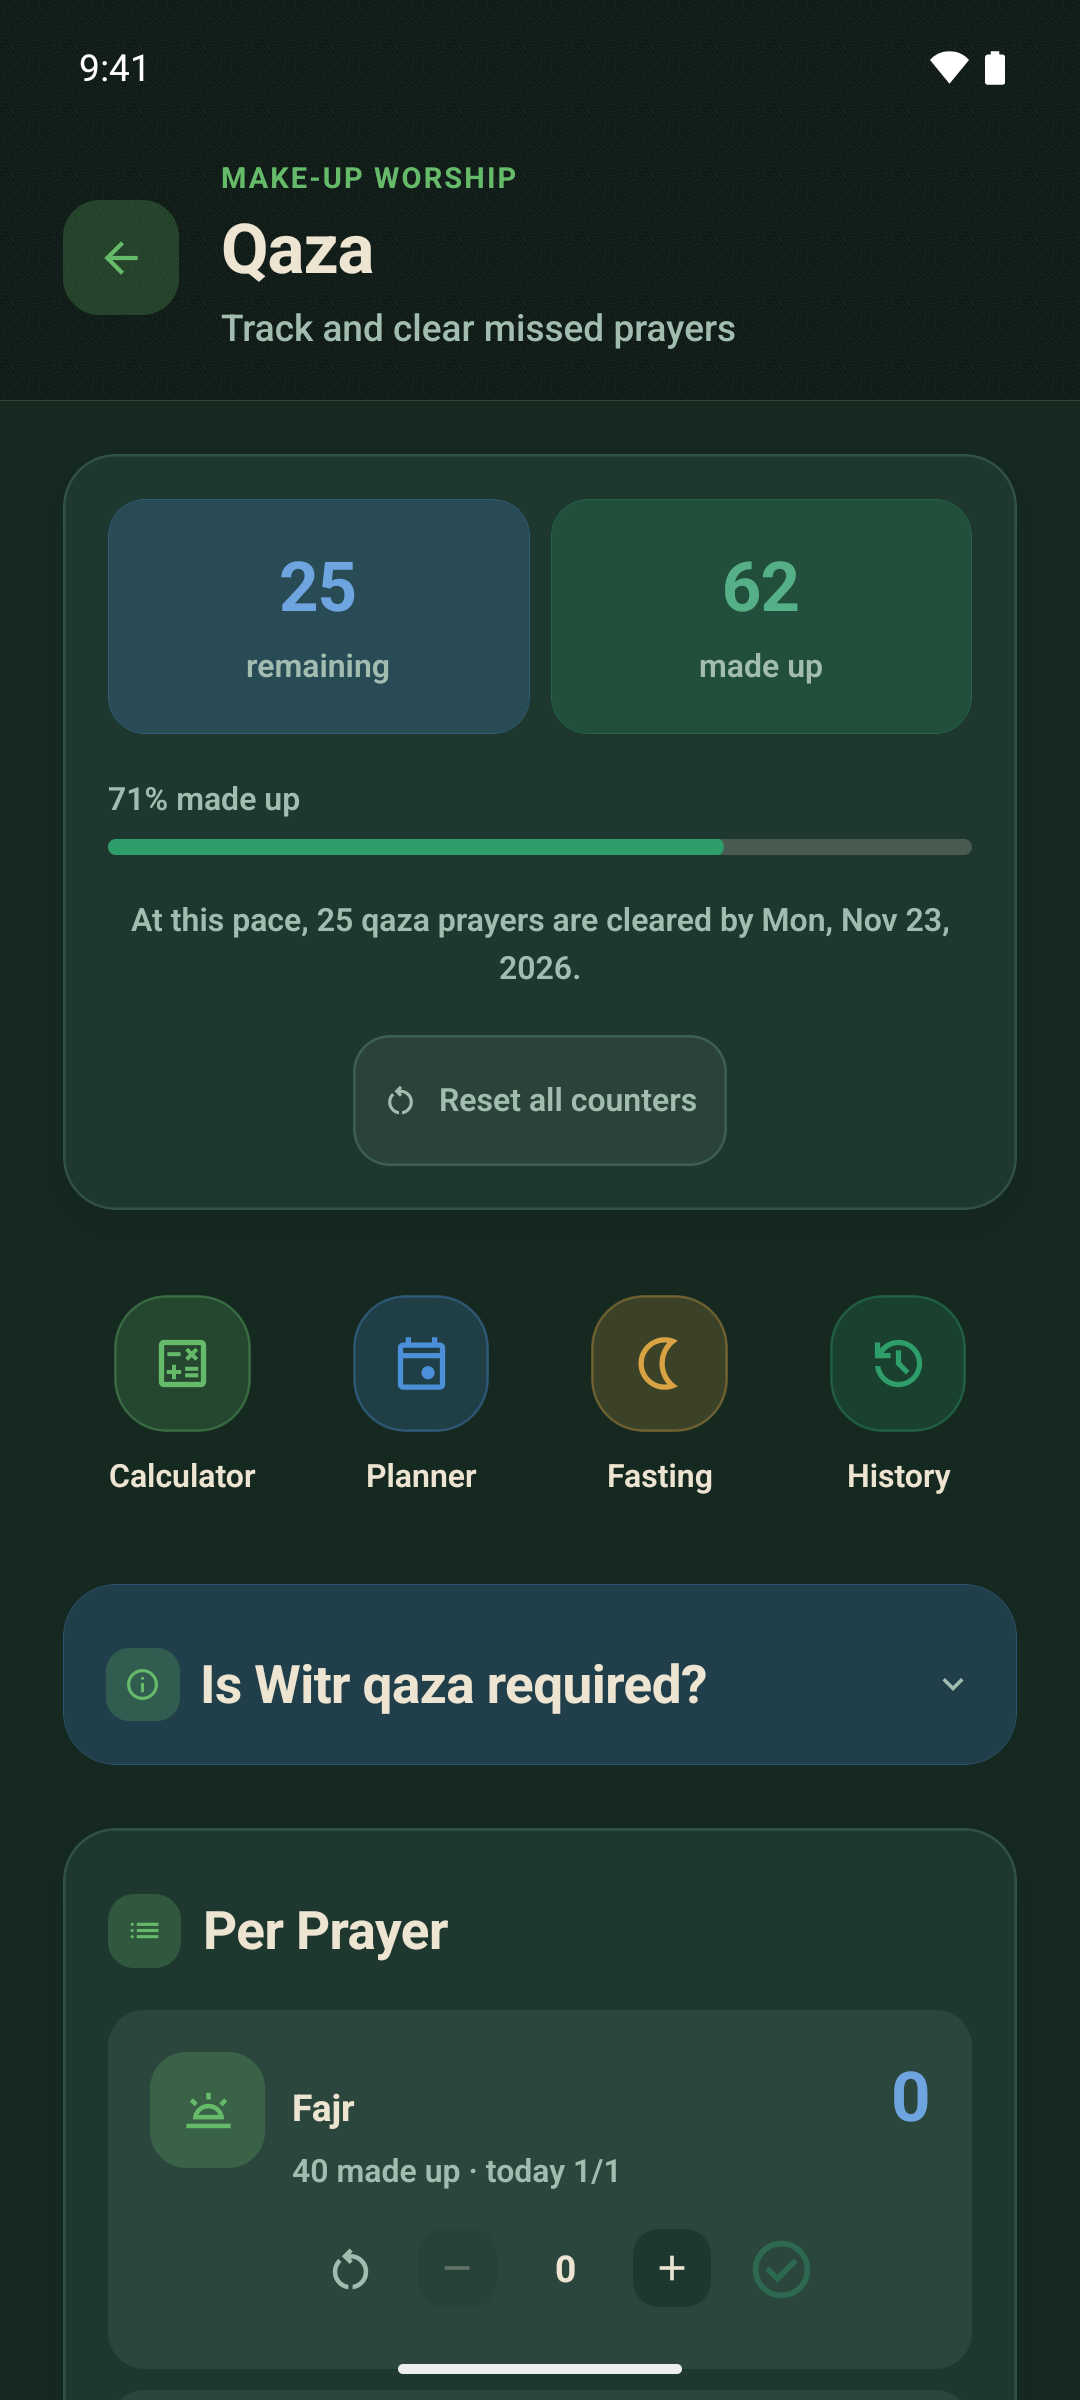 9:41
MAKE-UP WORSHIP
Qaza
Track and clear missed prayers
25
remaining
62
made up
71% made up
At this pace, 25 qaza prayers are cleared by Mon, Nov 23,
2026.
Reset all counters
Calculator
Planner
Fasting
History
Is Witr qaza required?
Per Prayer
Fajr
0
40 made up · today 1/1
0